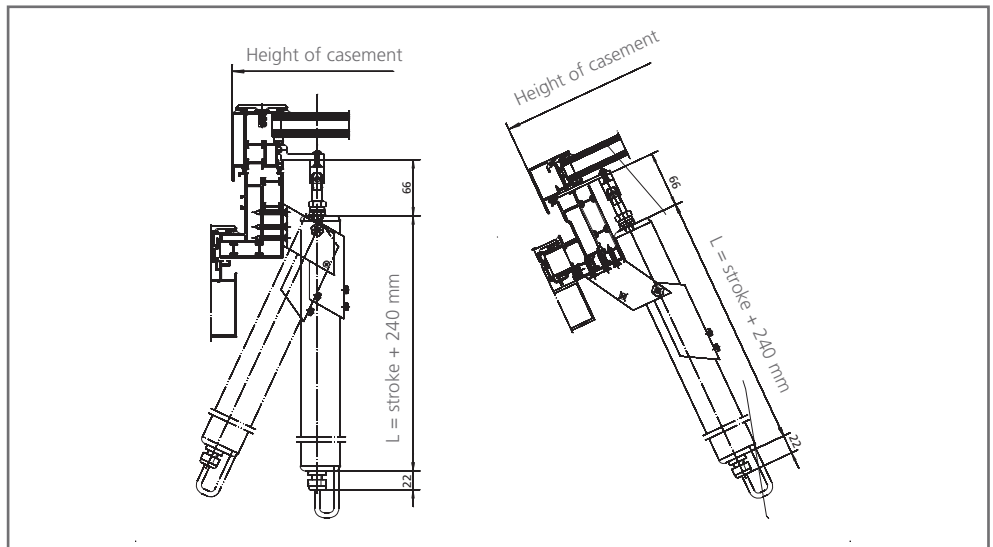 Height of casement
66
L = stroke + 240 mm
22
Height of casement
66
L = stroke + 240 mm
22